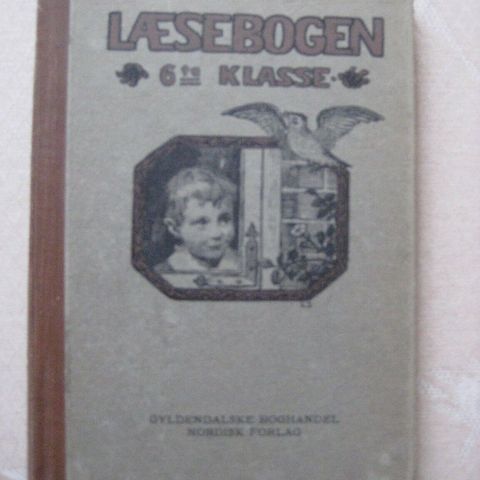 LÆSEBOGEN
6te KLASSE.
GYLDENDALSKE BOGHANDEL
NORDISK FORLAG